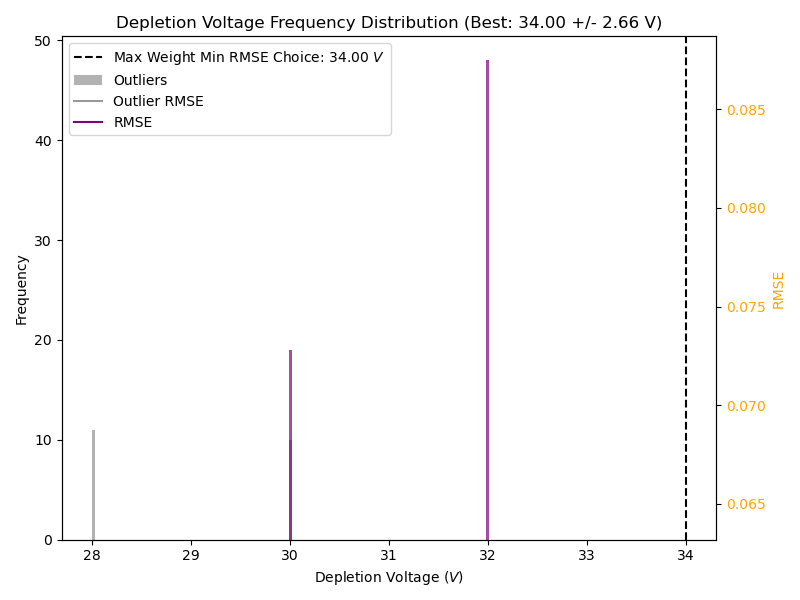 Depletion Voltage Frequency Distribution (Best: 34.00 +/- 2.66 V)
Max Weight Min RMSE Choice: 34.00 V
Outliers
Outlier RMSE
RMSE
50
40
30
20
10
0
Frequency
0.085
0.080
0.075
0.070
0.065
RMSE
28 29 30 31 32 33 34
Depletion Voltage (V)